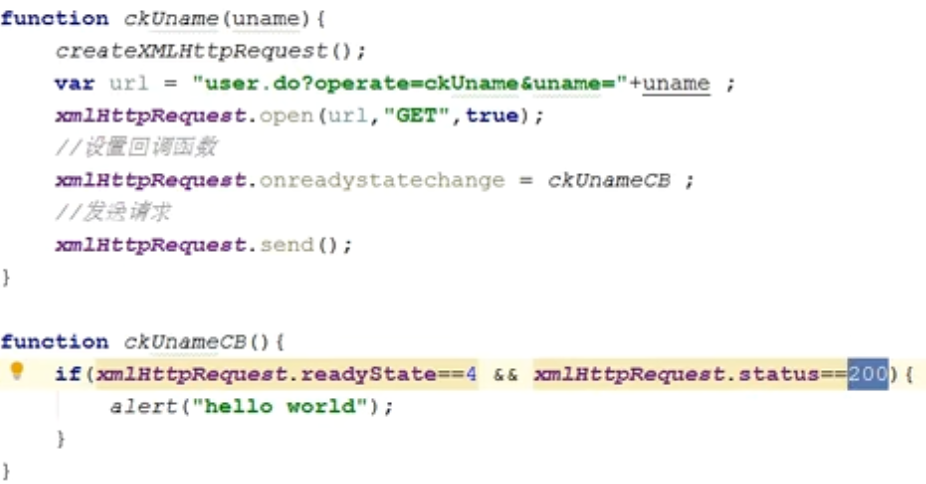 function ckUname(uname){
createXMLHttpRequest();
var url = "user.do?operate=ckUname&uname="+uname ;
xmlHttpRequest.open(url,"GET",true);
//设置回调函数
xmlHttpRequest.onreadystatechange = ckUnameCB ;
//发送请求
xmlHttpRequest.send();
}
function ckUnameCB(){
if(xmlHttpRequest.readyState==4 && xmlHttpRequest.status==200){
alert("hello world");
}
}